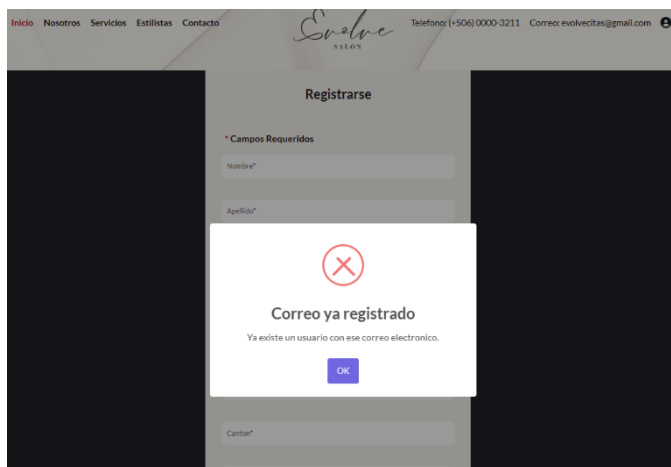 Inicio Nosotros Servicios Estilistas Contacto
Evolve
SALON
Telefono: (+506) 0000-3211 Correo: evolvecitas@gmail.com
Registrarse
* Campos Requeridos
Nombre*
Apellido*
Correo ya registrado
Ya existe un usuario con ese correo electronico.
OK
Canton*